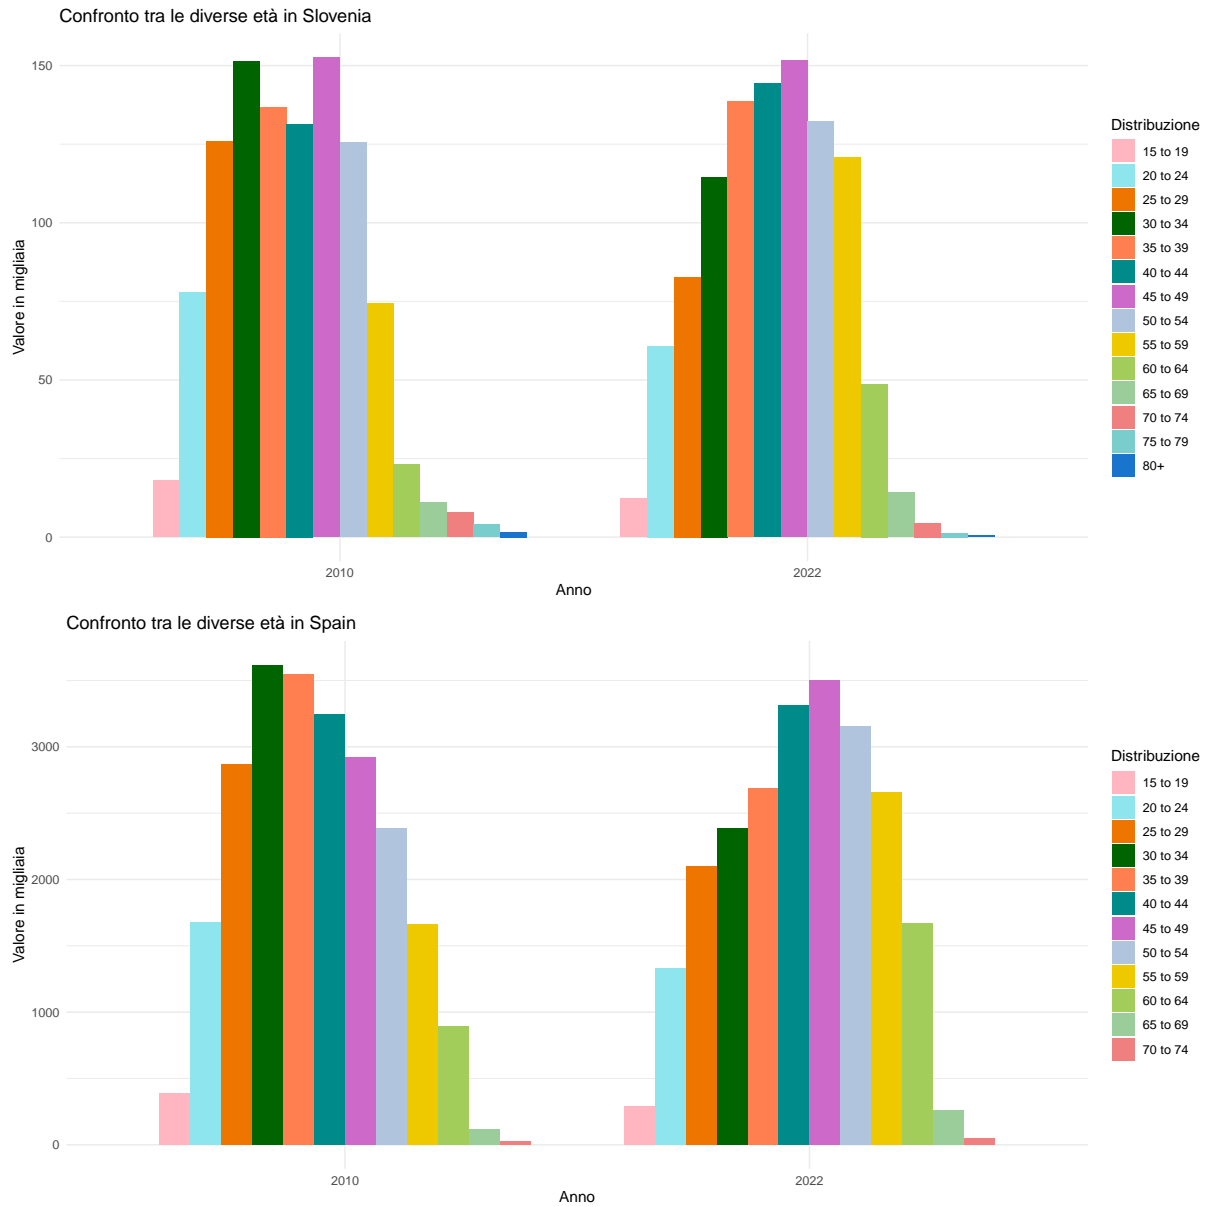 Confronto tra le diverse età in Slovenia
150
100
50
0
Valore in migliaia
2010
2022
Anno
Distribuzione
15 to 19
20 to 24
25 to 29
30 to 34
35 to 39
40 to 44
45 to 49
50 to 54
55 to 59
60 to 64
65 to 69
70 to 74
75 to 79
80+
Confronto tra le diverse età in Spain
3000
2000
1000
0
Valore in migliaia
2010
2022
Anno
Distribuzione
15 to 19
20 to 24
25 to 29
30 to 34
35 to 39
40 to 44
45 to 49
50 to 54
55 to 59
60 to 64
65 to 69
70 to 74